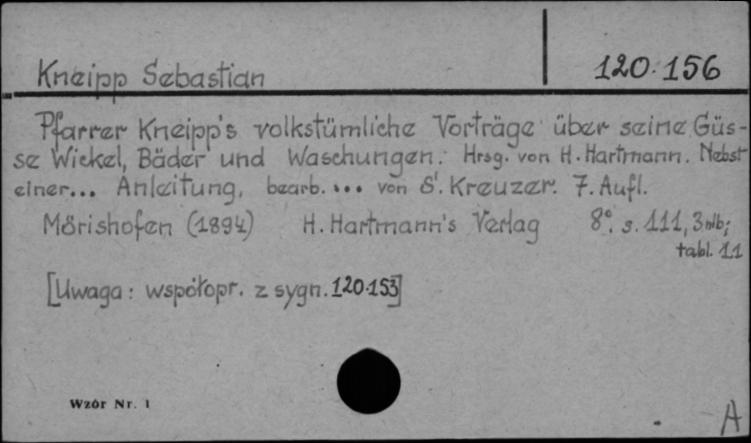 Kneipp Sebastian
120.156
Pfarrer Kneipp's volkstümliche Vorträge über seine Güs-
se Wickel, Bäder und Waschungen. Hrsg. von H. Hartmann. Nebst
einer... Anleitung, bearb. ... von S. Kreuzer. 7. Aufl.
Mörishofen (1894) H. Hartmann's Verlag 8°. s. 111, 3 nlb;
tabl. 11
[Uwaga: współopr. z sygn. 120.153]
Wzór Nr. 1
A